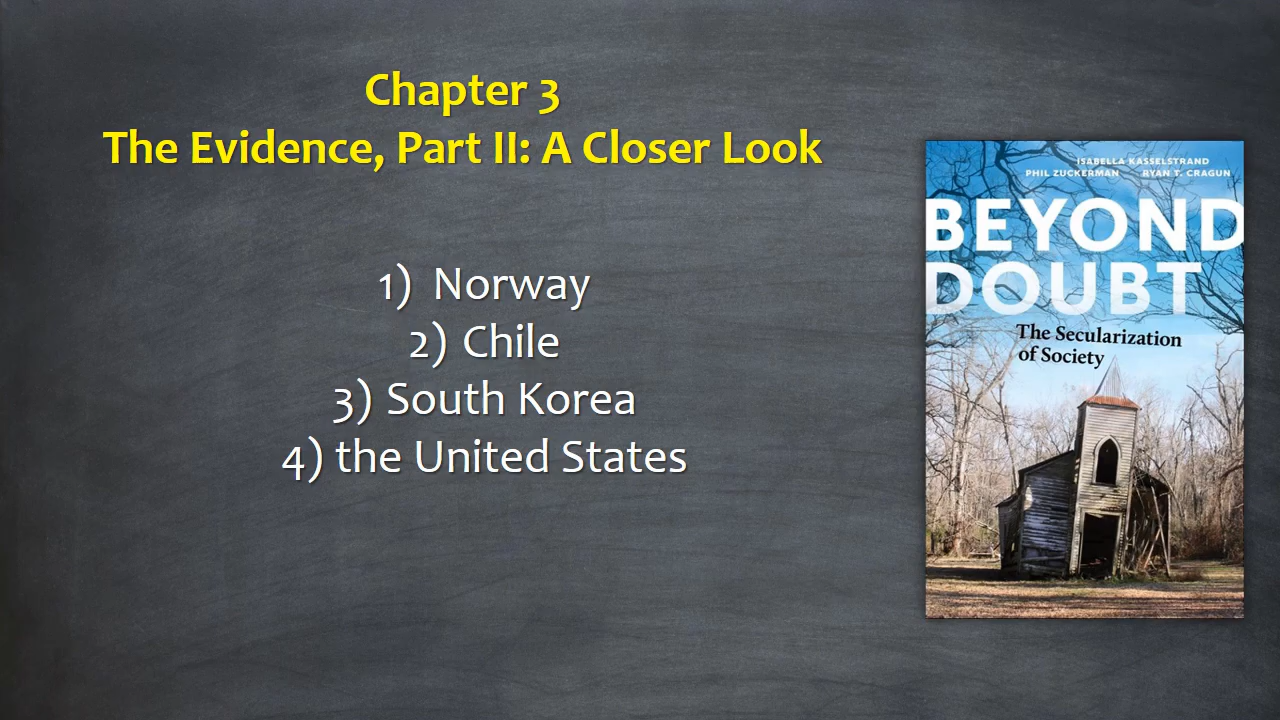 Chapter 3
The Evidence, Part II: A Closer Look
1) Norway
2) Chile
3) South Korea
4) the United States
ISABELLA KASSELSTRAND
PHIL ZUCKERMAN RYAN T. CRAGUN
BEYOND
DOUBT
The Secularization
of Society